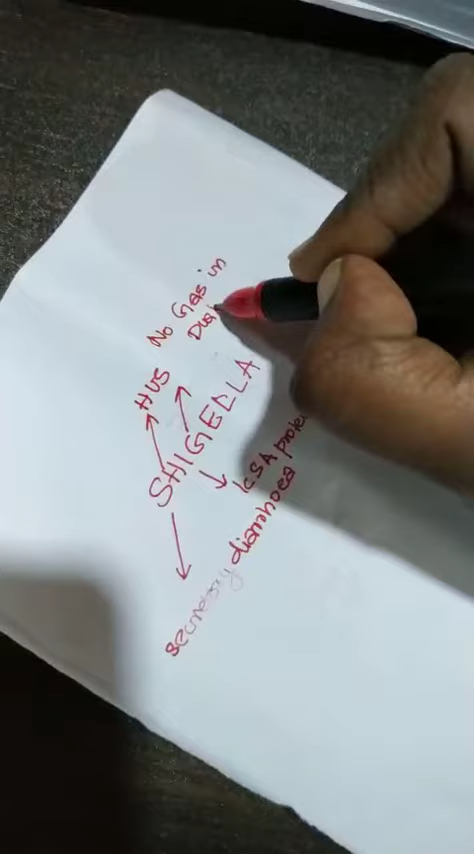 No Gas in
HUS
SHIGELLA
IcSA
secretory diarrhoea